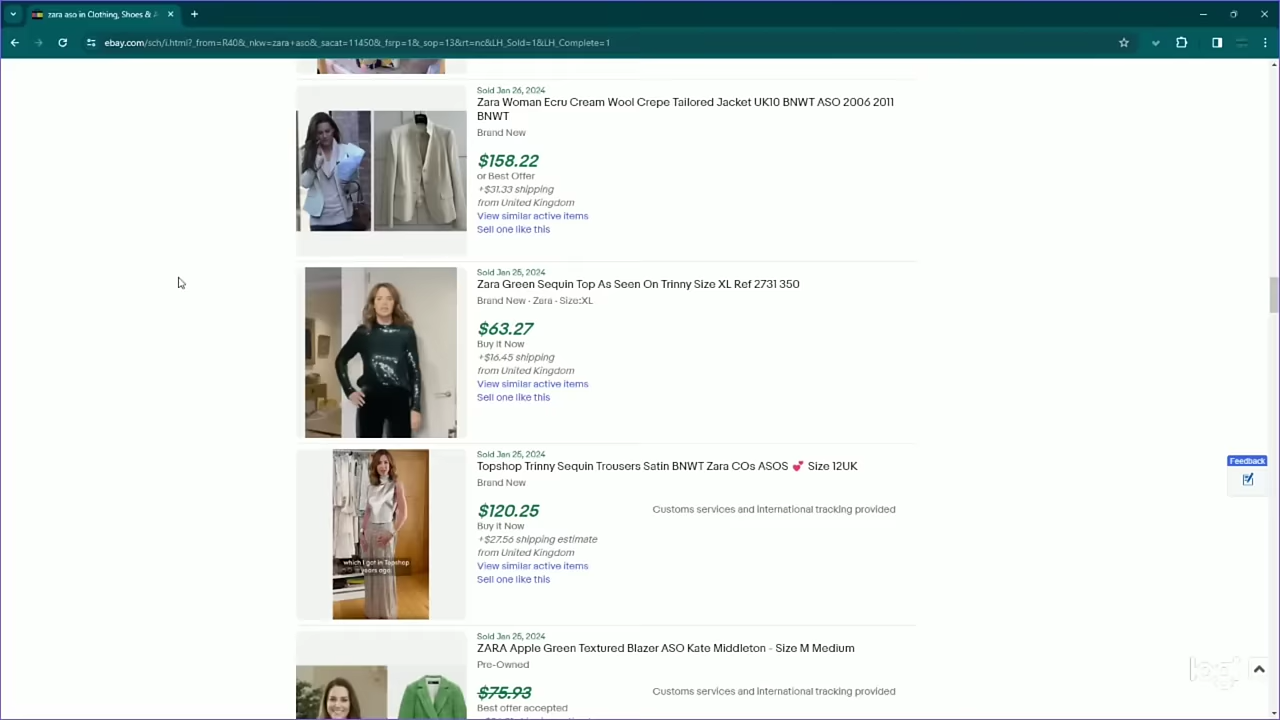 zara aso in Clothing, Shoes & A
ebay.com/sch/i.html?_from=R40&_nkw=zara+aso&_sacat=11450&_fsrp=1&_sop=13&rt=nc&LH_Sold=1&LH_Complete=1
Sold Jan 26, 2024
Zara Woman Ecru Cream Wool Crepe Tailored Jacket UK10 BNWT ASO 2006 2011
BNWT
Brand New
$158.22
or Best Offer
+$31.33 shipping
from United Kingdom
View similar active items
Sell one like this
Sold Jan 25, 2024
Zara Green Sequin Top As Seen On Trinny Size XL Ref 2731 350
Brand New · Zara · Size:XL
$63.27
Buy It Now
+$16.45 shipping
from United Kingdom
View similar active items
Sell one like this
Sold Jan 25, 2024
Topshop Trinny Sequin Trousers Satin BNWT Zara COs ASOS 💕 Size 12UK
Brand New
$120.25
Customs services and international tracking provided
Buy It Now
+$27.56 shipping estimate
from United Kingdom
View similar active items
Sell one like this
which I got in Topshop
years ago
Feedback
Sold Jan 25, 2024
ZARA Apple Green Textured Blazer ASO Kate Middleton - Size M Medium
Pre-Owned
$75.93
Customs services and international tracking provided
Best offer accepted